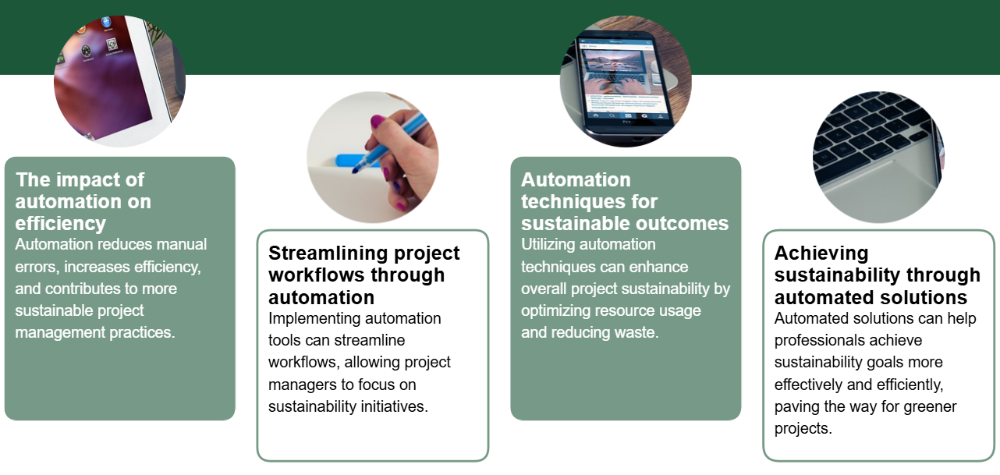 The impact of
automation on
efficiency
Automation reduces manual
errors, increases efficiency,
and contributes to more
sustainable project
management practices.
Streamlining project
workflows through
automation
Implementing automation
tools can streamline
workflows, allowing project
managers to focus on
sustainability initiatives.
Automation
techniques for
sustainable outcomes
Utilizing automation
techniques can enhance
overall project sustainability by
optimizing resource usage
and reducing waste.
Achieving
sustainability through
automated solutions
Automated solutions can help
professionals achieve
sustainability goals more
effectively and efficiently,
paving the way for greener
projects.